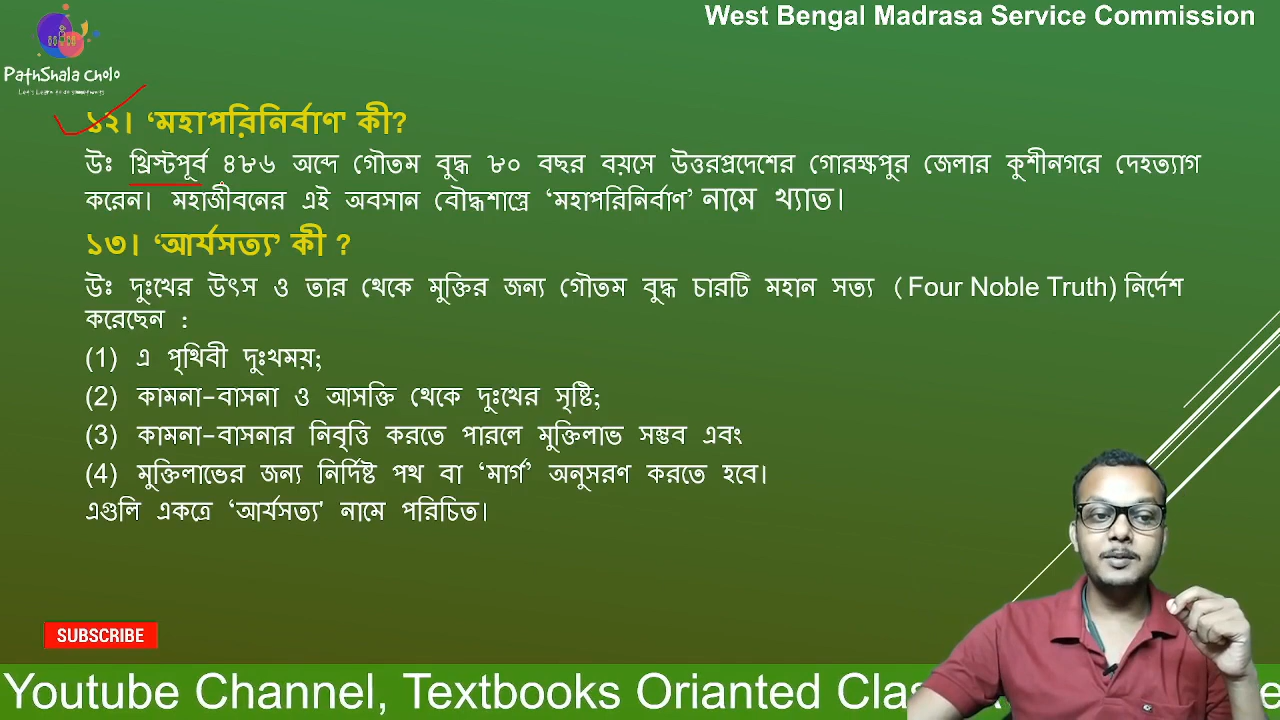 West Bengal Madrasa Service Commission
PathShala Cholo
১২। ‘মহাপরিনির্বাণ' কী?
উঃ খ্রিস্টপূর্ব ৪৮৬ অব্দে গৌতম বুদ্ধ ৮০ বছর বয়সে উত্তরপ্রদেশের গোরক্ষপুর জেলার কুশীনগরে দেহত্যাগ
করেন। মহাজীবনের এই অবসান বৌদ্ধশাস্ত্রে ‘মহাপরিনির্বাণ’ নামে খ্যাত।
১৩। ‘আর্যসত্য’ কী ?
উঃ দুঃখের উৎস ও তার থেকে মুক্তির জন্য গৌতম বুদ্ধ চারটি মহান সত্য (Four Noble Truth) নির্দেশ
করেছেন :
(1) এ পৃথিবী দুঃখময়;
(2) কামনা-বাসনা ও আসক্তি থেকে দুঃখের সৃষ্টি;
(3) কামনা-বাসনার নিবৃত্তি করতে পারলে মুক্তিলাভ সম্ভব এবং
(4) মুক্তিলাভের জন্য নির্দিষ্ট পথ বা ‘মার্গ’ অনুসরণ করতে হবে।
এগুলি একত্রে ‘আর্যসত্য' নামে পরিচিত।
SUBSCRIBE
Youtube Channel, Textbooks Orianted